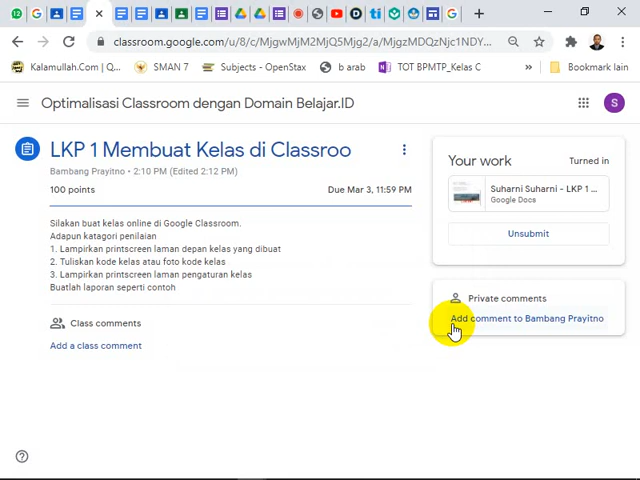 classroom.google.com/u/8/c/MjgwMjM2MjQ5Mjg2/a/MjgzMDQzNjc1NDY...
Kalamullah.Com | Q...
SMAN 7
Subjects - OpenStax
b arab
TOT BPMTP_Kelas C
»
Bookmark lain
Optimalisasi Classroom dengan Domain Belajar.ID
S
LKP 1 Membuat Kelas di Classroo
Bambang Prayitno • 2:10 PM (Edited 2:12 PM)
100 points
Due Mar 3, 11:59 PM
Silakan buat kelas online di Google Classroom.
Adapun katagori penilaian
1. Lampirkan printscreen laman depan kelas yang dibuat
2. Tuliskan kode kelas atau foto kode kelas
3. Lampirkan printscreen laman pengaturan kelas
Buatlah laporan seperti contoh
Class comments
Add a class comment
Your work
Turned in
Suharni Suharni - LKP 1 ...
Google Docs
Unsubmit
Private comments
Add comment to Bambang Prayitno